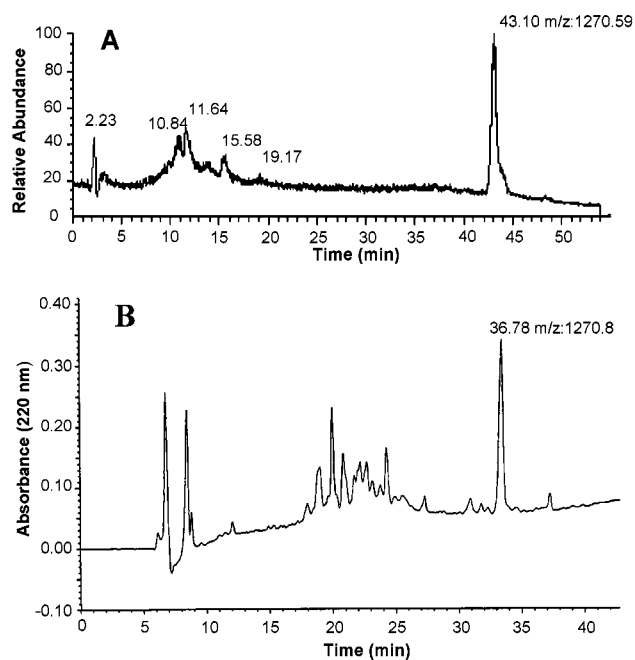 A
43.10 m/z:1270.59
Relative Abundance
100
80
60
40
20
0
2.23
10.84
11.64
15.58
19.17
0 5 10 15 20 25 30 35 40 45 50
Time (min)
B
36.78 m/z:1270.8
Absorbance (220 nm)
0.40
0.30
0.20
0.10
0.00
-0.10
0 5 10 15 20 25 30 35 40
Time (min)